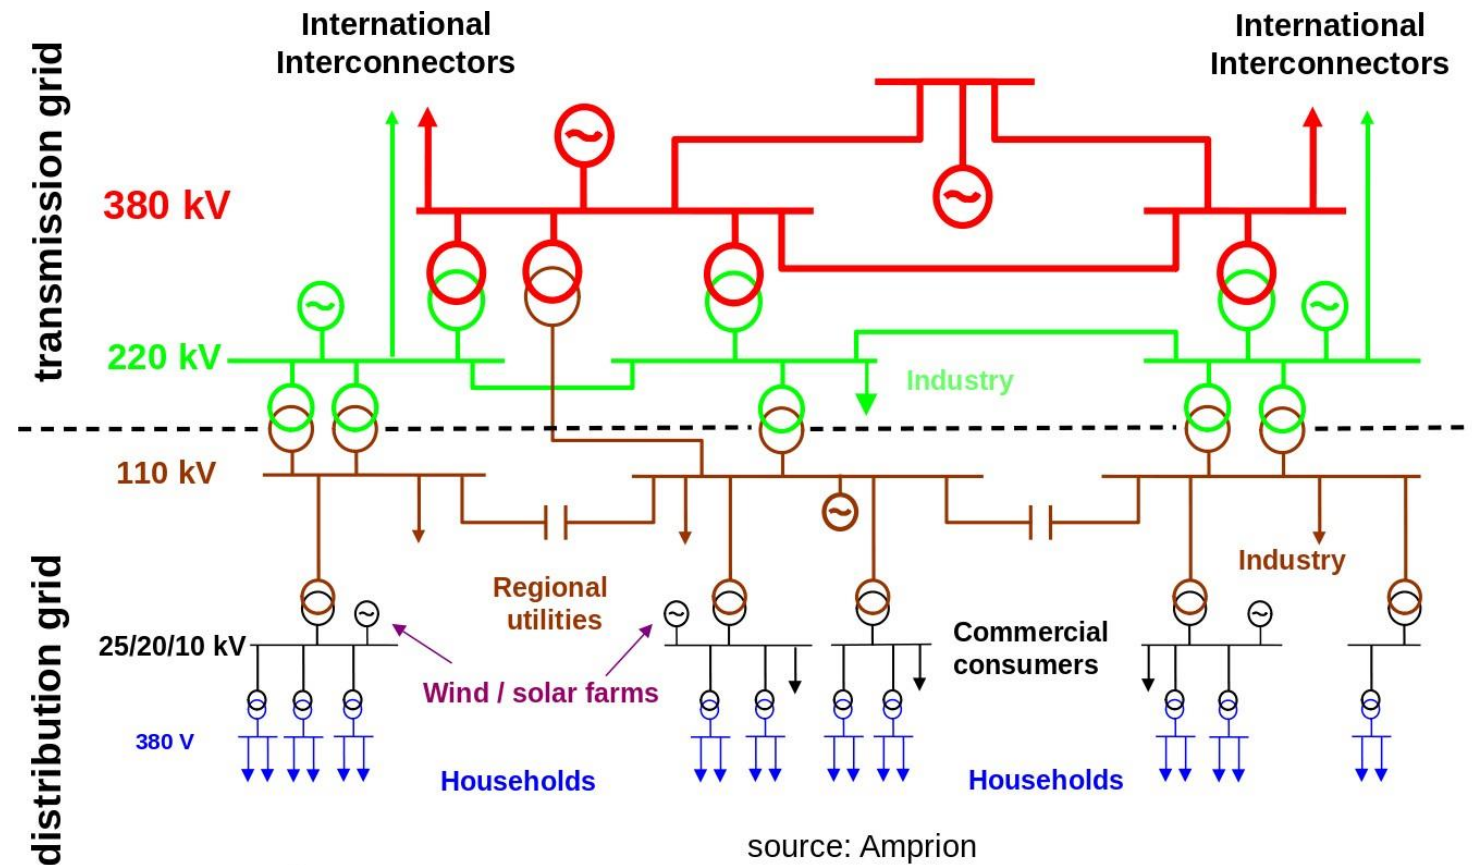 International
Interconnectors
International
Interconnectors
transmission grid
380 kV
220 kV
Industry
110 kV
distribution grid
Regional
utilities
Industry
25/20/10 kV
Commercial
consumers
Wind / solar farms
380 V
Households
Households
source: Amprion